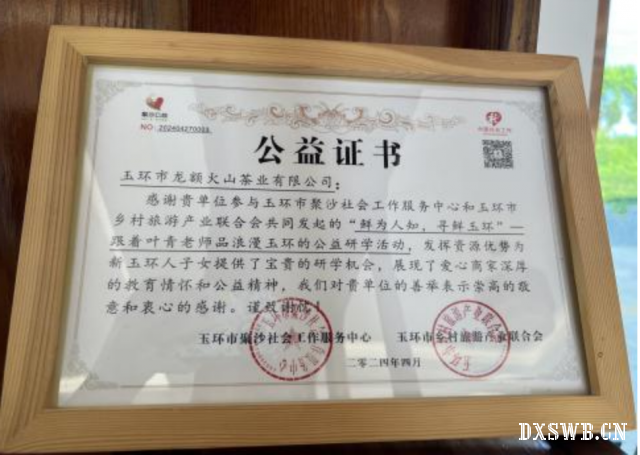 聚沙公益
NO: 202404270003
公益证书
玉环市龙额火山茶业有限公司：
感谢贵单位参与玉环市聚沙社会工作服务中心和玉环市
乡村旅游产业联合会共同发起的“鲜为人知，寻鲜玉环”—
跟着叶青老师品浪漫玉环的公益研学活动，发挥资源优势为
新玉环人子女提供了宝贵的研学机会，展现了爱心商家深厚
的教育情怀和公益精神，我们对贵单位的善举表示崇高的敬
意和衷心的感谢。谨致谢忱！
玉环市聚沙社会工作服务中心 玉环市乡村旅游产业联合会
二零二四年四月
DXSWB.CN